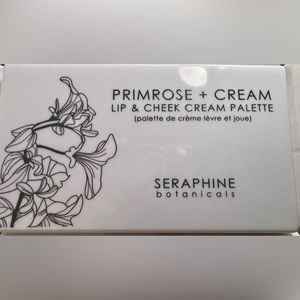 PRIMROSE + CREAM
LIP & CHEEK CREAM PALETTE
(palette de crème lèvre et joue)
SERAPHINE
botanicals